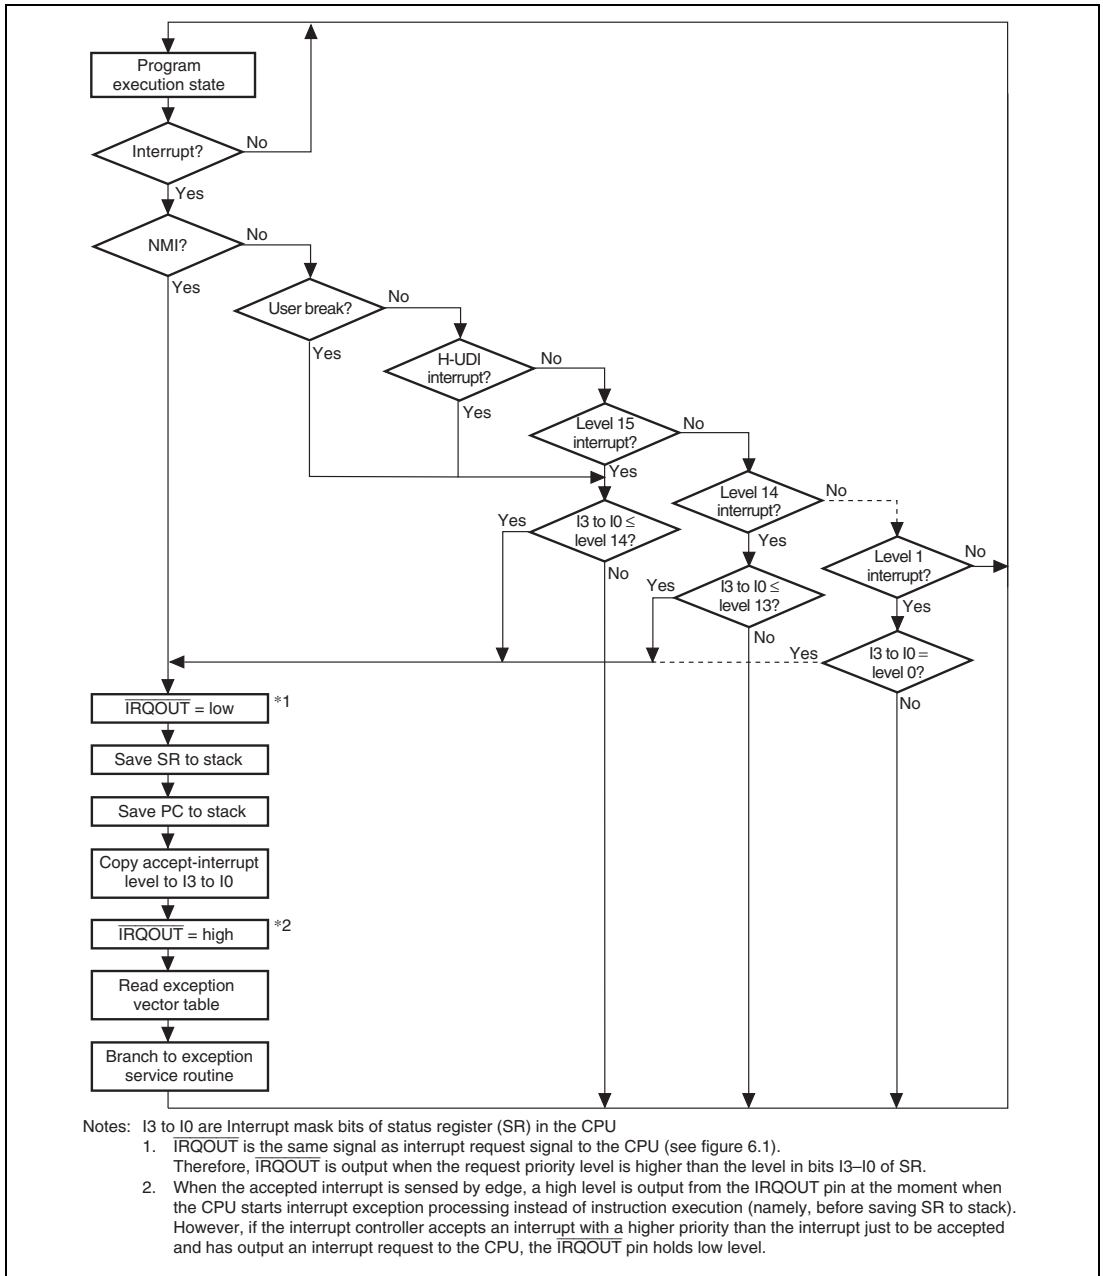 Program
execution state
Interrupt?
No
Yes
NMI?
No
Yes
User break?
No
Yes
H-UDI
interrupt?
No
Yes
Level 15
interrupt?
No
Yes
Level 14
interrupt?
No
Yes
Level 1
interrupt?
No
Yes
I3 to I0 ≤
level 14?
Yes
No
I3 to I0 ≤
level 13?
Yes
No
I3 to I0 =
level 0?
Yes
No
IRQOUT = low
*1
Save SR to stack
Save PC to stack
Copy accept-interrupt
level to I3 to I0
IRQOUT = high
*2
Read exception
vector table
Branch to exception
service routine
Notes: I3 to I0 are Interrupt mask bits of status register (SR) in the CPU
1. IRQOUT is the same signal as interrupt request signal to the CPU (see figure 6.1).
Therefore, IRQOUT is output when the request priority level is higher than the level in bits I3–I0 of SR.
2. When the accepted interrupt is sensed by edge, a high level is output from the IRQOUT pin at the moment when
the CPU starts interrupt exception processing instead of instruction execution (namely, before saving SR to stack).
However, if the interrupt controller accepts an interrupt with a higher priority than the interrupt just to be accepted
and has output an interrupt request to the CPU, the IRQOUT pin holds low level.